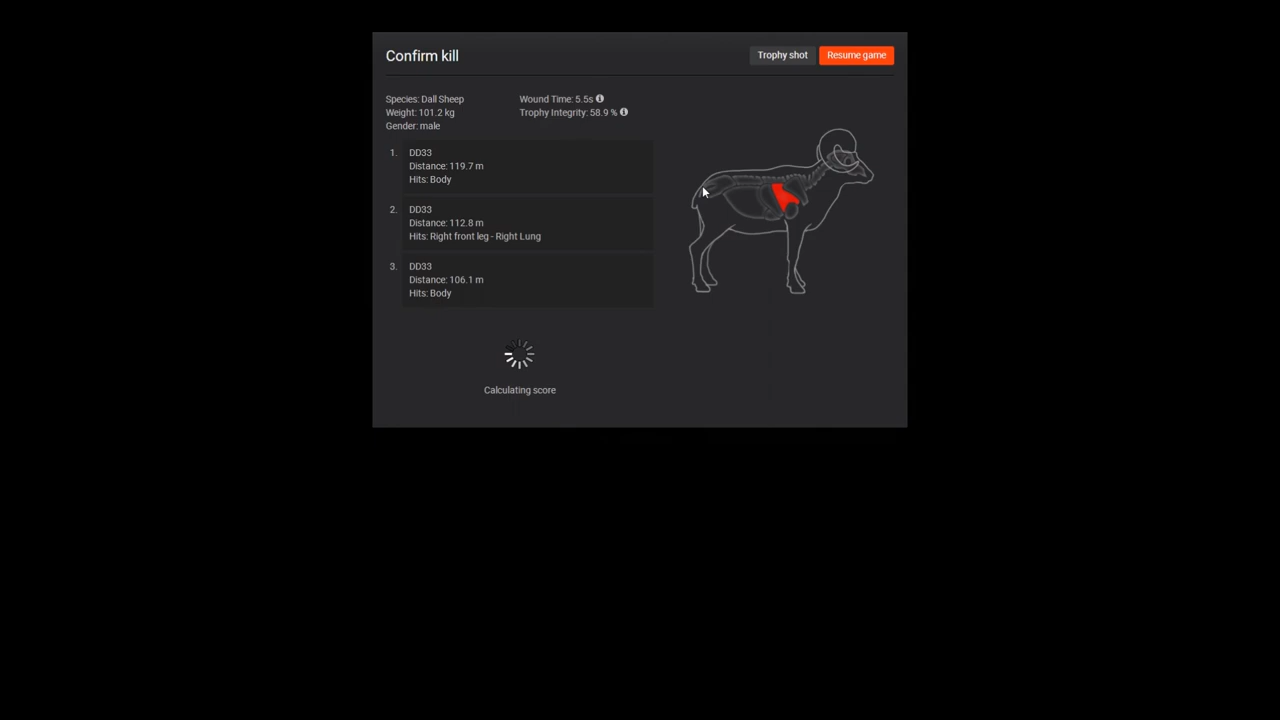 Confirm kill
Trophy shot
Resume game
Species: Dall Sheep
Weight: 101.2 kg
Gender: male
Wound Time: 5.5s
Trophy Integrity: 58.9 %
1.
DD33
Distance: 119.7 m
Hits: Body
2.
DD33
Distance: 112.8 m
Hits: Right front leg - Right Lung
3.
DD33
Distance: 106.1 m
Hits: Body
Calculating score